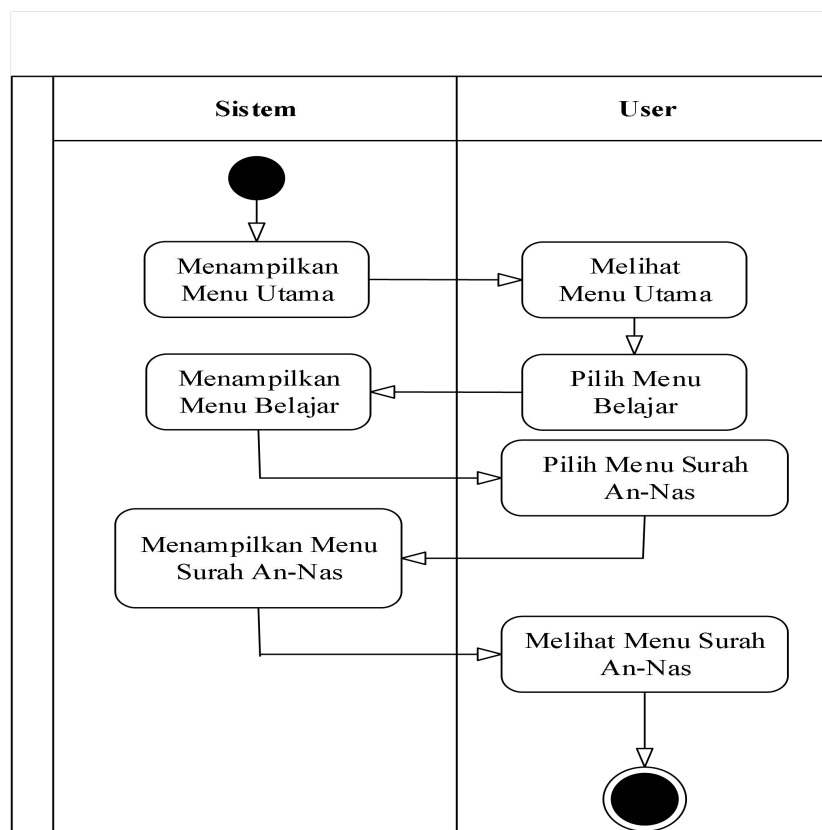 Sistem
User
Menampilkan
Menu Utama
Melihat
Menu Utama
Menampilkan
Menu Belajar
Pilih Menu
Belajar
Pilih Menu Surah
An-Nas
Menampilkan Menu
Surah An-Nas
Melihat Menu Surah
An-Nas